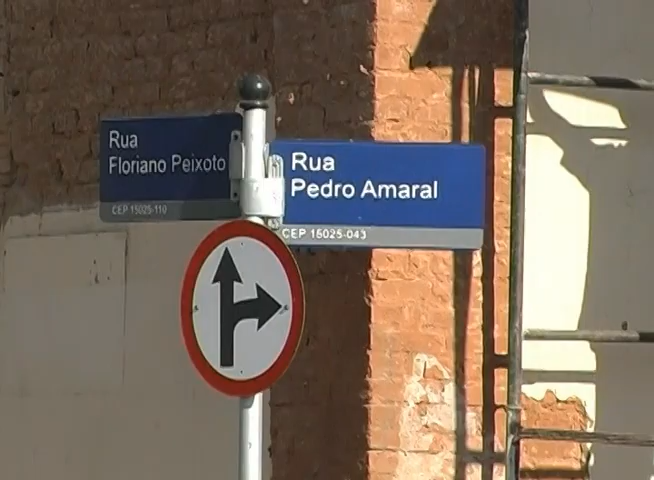 Rua
Floriano Peixoto
CEP 15025-110
Rua
Pedro Amaral
CEP 15025-043